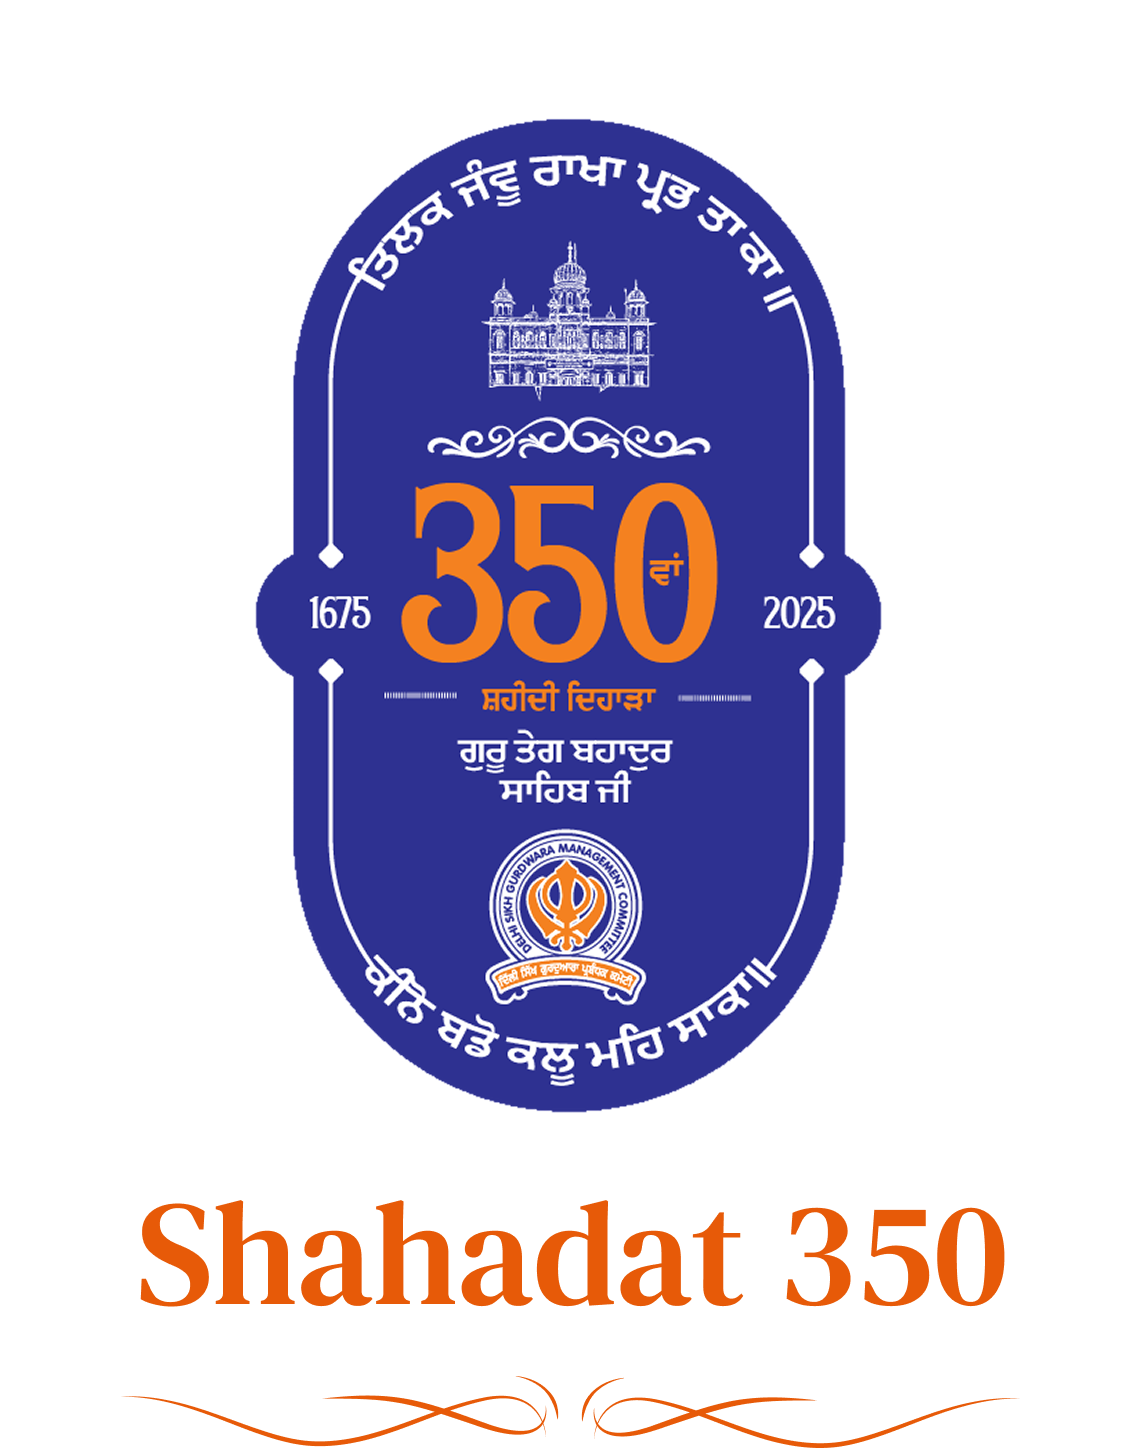 ਤਿਲਕ ਜੰਞੂ ਰਾਖਾ ਪ੍ਰਭ ਤਾ ਕਾ॥
350
ਵਾਂ
1675
2025
ਸ਼ਹੀਦੀ ਦਿਹਾੜਾ
ਗੁਰੂ ਤੇਗ ਬਹਾਦੁਰ
ਸਾਹਿਬ ਜੀ
DELHI SIKH GURDWARA MANAGEMENT COMMITTEE
ਦਿੱਲੀ ਸਿੱਖ ਗੁਰਦੁਆਰਾ ਪ੍ਰਬੰਧਕ ਕਮੇਟੀ
ਕੀਨੋ ਬਡੋ ਕਲੂ ਮਹਿ ਸਾਕਾ॥
Shahadat 350